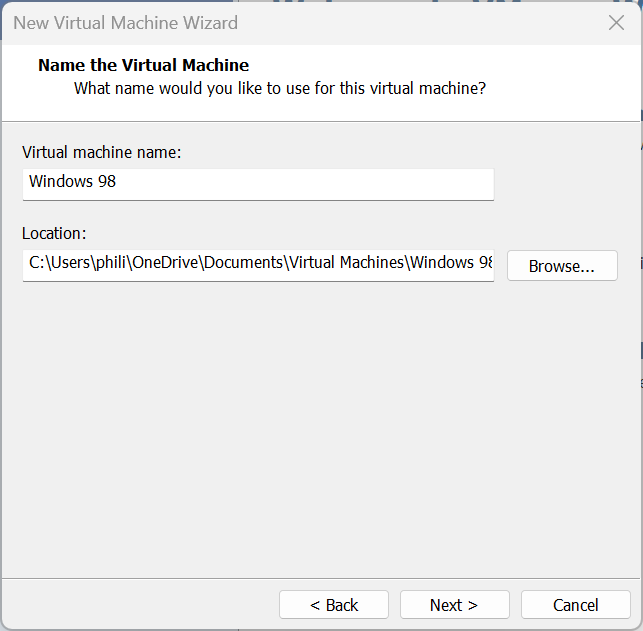 New Virtual Machine Wizard
Name the Virtual Machine
What name would you like to use for this virtual machine?
Virtual machine name:
Windows 98
Location:
C:\Users\phili\OneDrive\Documents\Virtual Machines\Windows 98
Browse...
< Back
Next >
Cancel